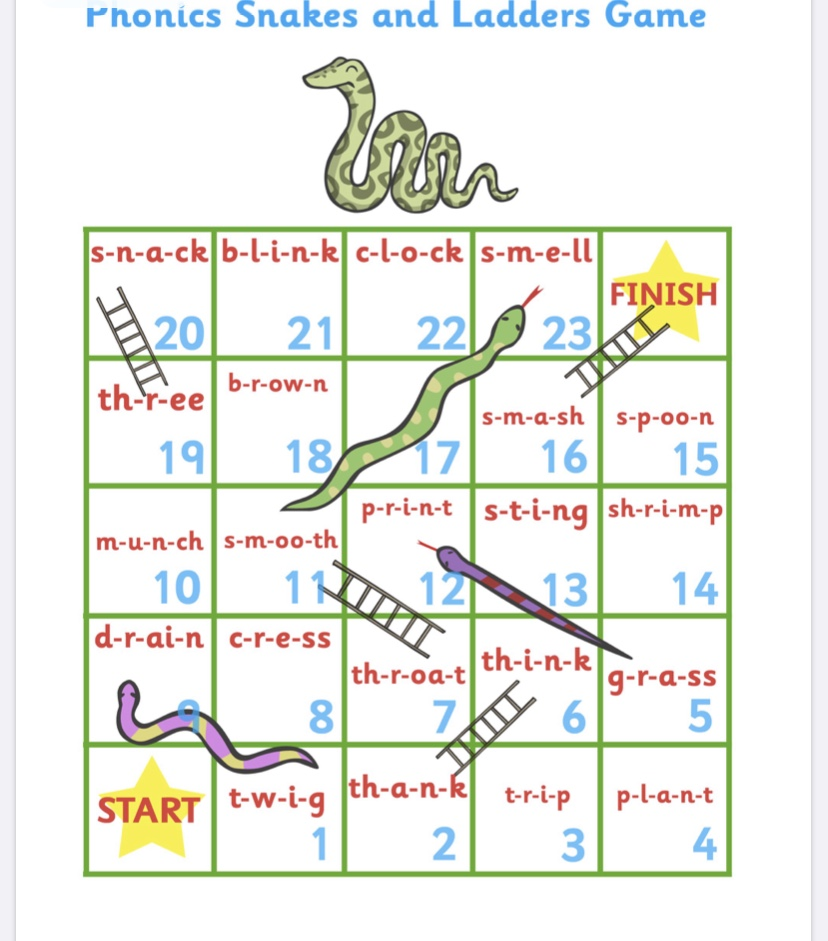 Phonics Snakes and Ladders Game
s-n-a-ck b-l-i-n-k c-l-o-ck s-m-e-ll
FINISH
20 21 22 23
th-r-ee b-r-ow-n s-m-a-sh s-p-oo-n
19 18 17 16 15
m-u-n-ch s-m-oo-th p-r-i-n-t s-t-i-ng sh-r-i-m-p
10 11 12 13 14
d-r-ai-n c-r-e-ss th-r-oa-t th-i-n-k g-r-a-ss
9 8 7 6 5
START t-w-i-g th-a-n-k t-r-i-p p-l-a-n-t
1 2 3 4